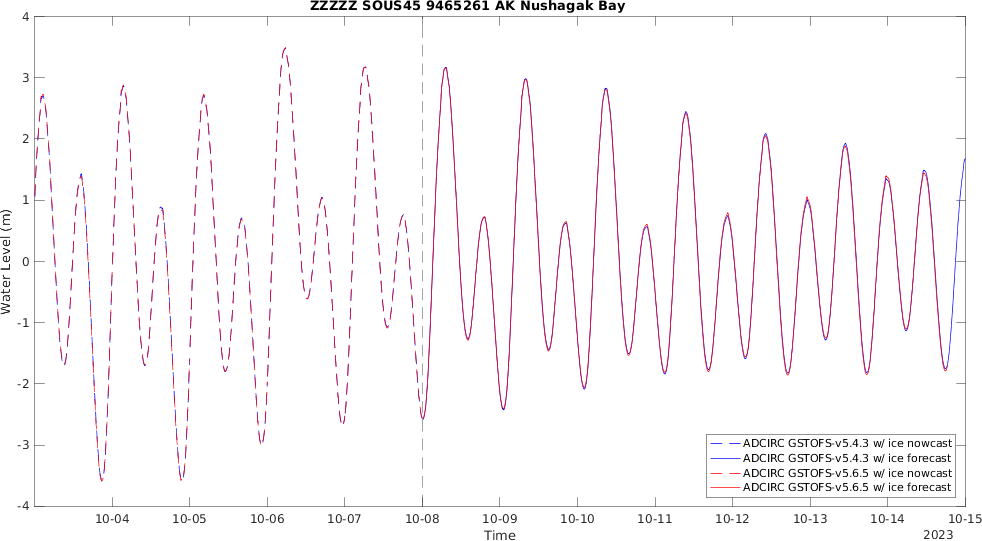 ZZZZZ SOUS45 9465261 AK Nushagak Bay
4
3
2
1
0
-1
-2
-3
-4
Water Level (m)
ADCIRC GSTOFS-v5.4.3 w/ ice nowcast
ADCIRC GSTOFS-v5.4.3 w/ ice forecast
ADCIRC GSTOFS-v5.6.5 w/ ice nowcast
ADCIRC GSTOFS-v5.6.5 w/ ice forecast
10-04 10-05 10-06 10-07 10-08 10-09 10-10 10-11 10-12 10-13 10-14 10-15
Time
2023